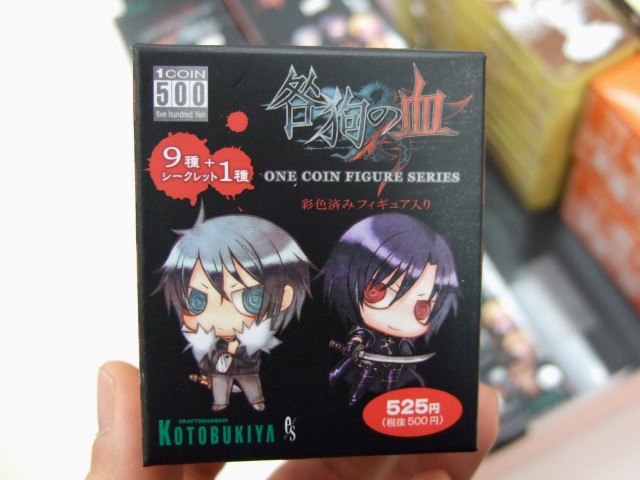 1COIN
500
five hundred Yen
咎狗の血
9種+
シークレット1種
ONE COIN FIGURE SERIES
彩色済みフィギュア入り
525円
(税抜500円)
CRAFTSMANSHIP
KOTOBUKIYA
e's